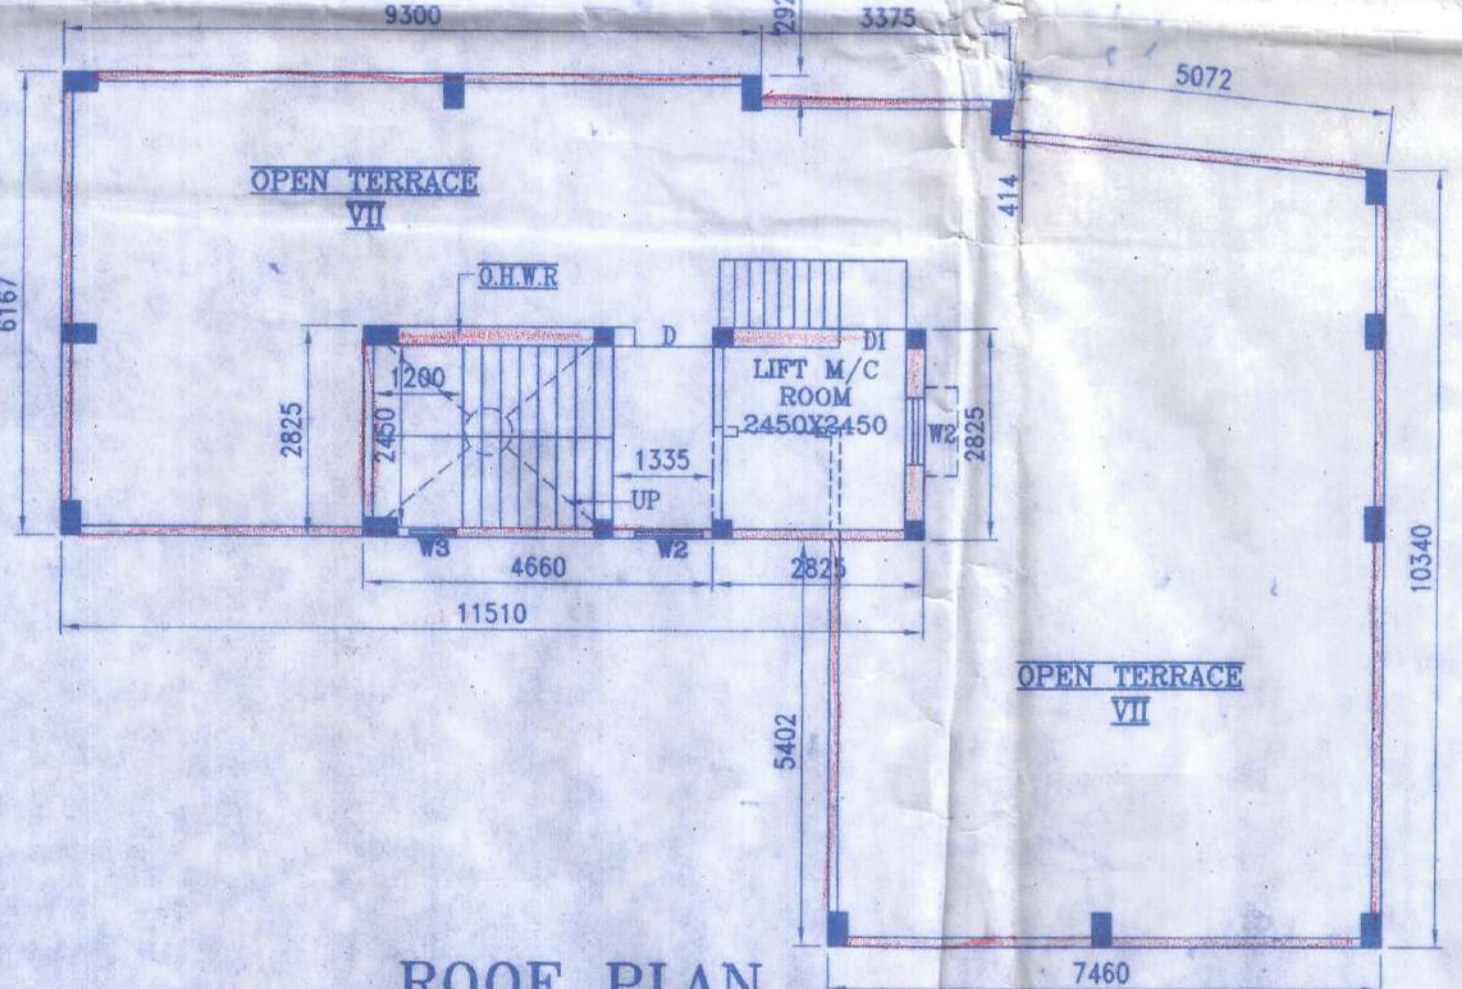 9300
292
3375
5072
OPEN TERRACE
VII
414
6167
O.H.W.R
D
D1
LIFT M/C
ROOM
2450X2450
1200
2825
2450
W2
2825
1335
UP
W3
W2
4660
2825
11510
10340
OPEN TERRACE
VII
5402
ROOF PLAN
7460